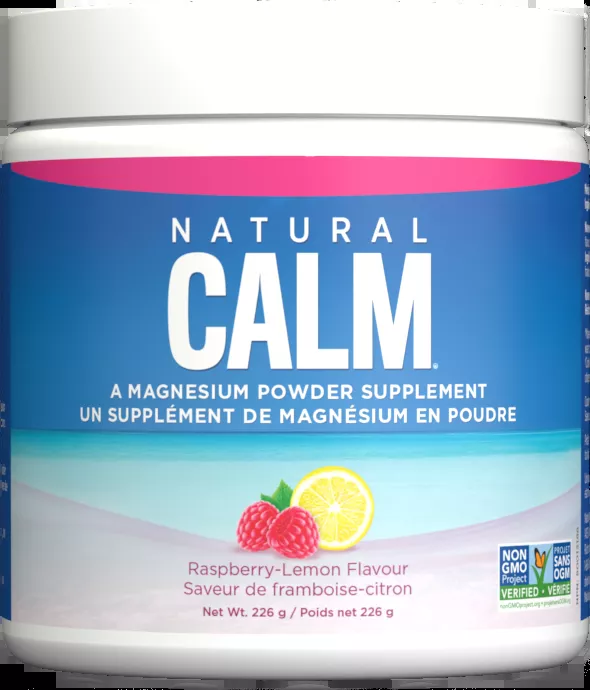 NATURAL
CALM
A MAGNESIUM POWDER SUPPLEMENT
UN SUPPLÉMENT DE MAGNÉSIUM EN POUDRE
Raspberry-Lemon Flavour
Saveur de framboise-citron
Net Wt. 226 g / Poids net 226 g
NON
GMO
Project
VERIFIED
PROJET
SANS
OGM
VÉRIFIÉ